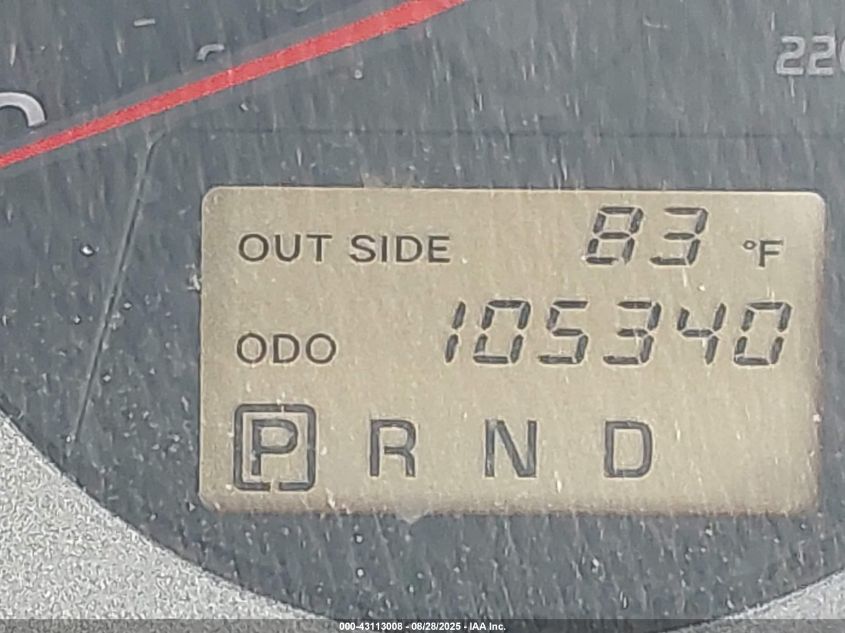 220
OUT SIDE 83 °F
ODO 105340
P R N D
000-43113008 - 08/28/2025 - IAA Inc.